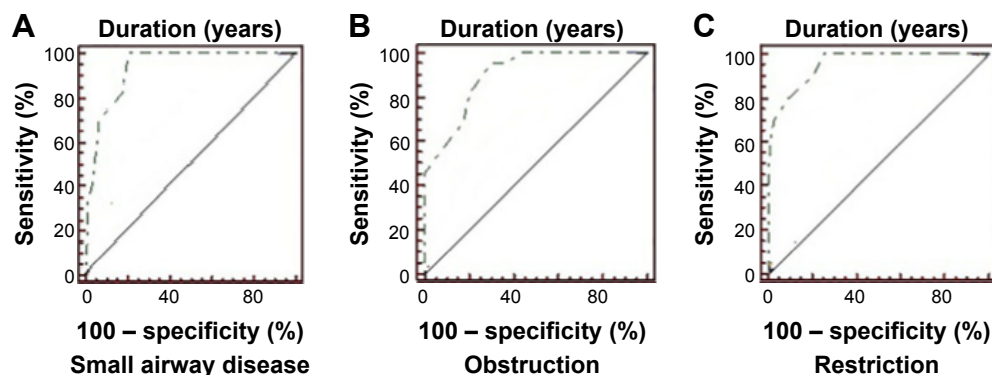 A
Duration (years)
100
80
60
40
20
0
Sensitivity (%)
0 40 80
100 – specificity (%)
Small airway disease
B
Duration (years)
100
80
60
40
20
0
Sensitivity (%)
0 40 80
100 – specificity (%)
Obstruction
C
Duration (years)
100
80
60
40
20
0
Sensitivity (%)
0 40 80
100 – specificity (%)
Restriction